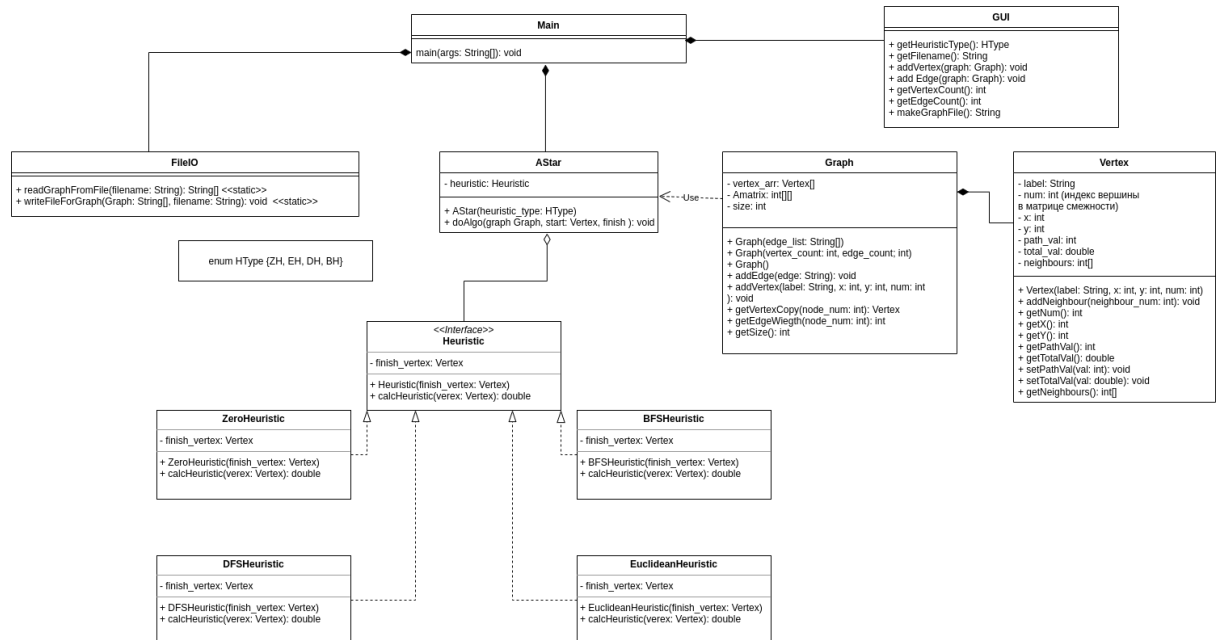 Main
main(args: String[]): void
GUI
+ getHeuristicType(): HType
+ getFilename(): String
+ addVertex(graph: Graph): void
+ add Edge(graph: Graph): void
+ getVertexCount(): int
+ getEdgeCount(): int
+ makeGraphFile(): String
FileIO
+ readGraphFromFile(filename: String): String[] <<static>>
+ writeFileForGraph(Graph: String[], filename: String): void <<static>>
AStar
- heuristic: Heuristic
+ AStar(heuristic_type: HType)
+ doAlgo(graph Graph, start: Vertex, finish ): void
Use
Graph
- vertex_arr: Vertex[]
- Amatrix: int[][]
- size: int
+ Graph(edge_list: String[])
+ Graph(vertex_count: int, edge_count; int)
+ Graph()
+ addEdge(edge: String): void
+ addVertex(label: String, x: int, y: int, num: int
): void
+ getVertexCopy(node_num: int): Vertex
+ getEdgeWiegth(node_num: int): int
+ getSize(): int
Vertex
- label: String
- num: int (индекс вершины
в матрице смежности)
- x: int
- y: int
- path_val: int
- total_val: double
- neighbours: int[]
+ Vertex(label: String, x: int, y: int, num: int)
+ addNeighbour(neighbour_num: int): void
+ getNum(): int
+ getX(): int
+ getY(): int
+ getPathVal(): int
+ getTotalVal(): double
+ setPathVal(val: int): void
+ setTotalVal(val: double): void
+ getNeighbours(): int[]
enum HType {ZH, EH, DH, BH}
<<Interface>>
Heuristic
- finish_vertex: Vertex
+ Heuristic(finish_vertex: Vertex)
+ calcHeuristic(verex: Vertex): double
ZeroHeuristic
- finish_vertex: Vertex
+ ZeroHeuristic(finish_vertex: Vertex)
+ calcHeuristic(verex: Vertex): double
BFSHeuristic
- finish_vertex: Vertex
+ BFSHeuristic(finish_vertex: Vertex)
+ calcHeuristic(verex: Vertex): double
DFSHeuristic
- finish_vertex: Vertex
+ DFSHeuristic(finish_vertex: Vertex)
+ calcHeuristic(verex: Vertex): double
EuclideanHeuristic
- finish_vertex: Vertex
+ EuclideanHeuristic(finish_vertex: Vertex)
+ calcHeuristic(verex: Vertex): double